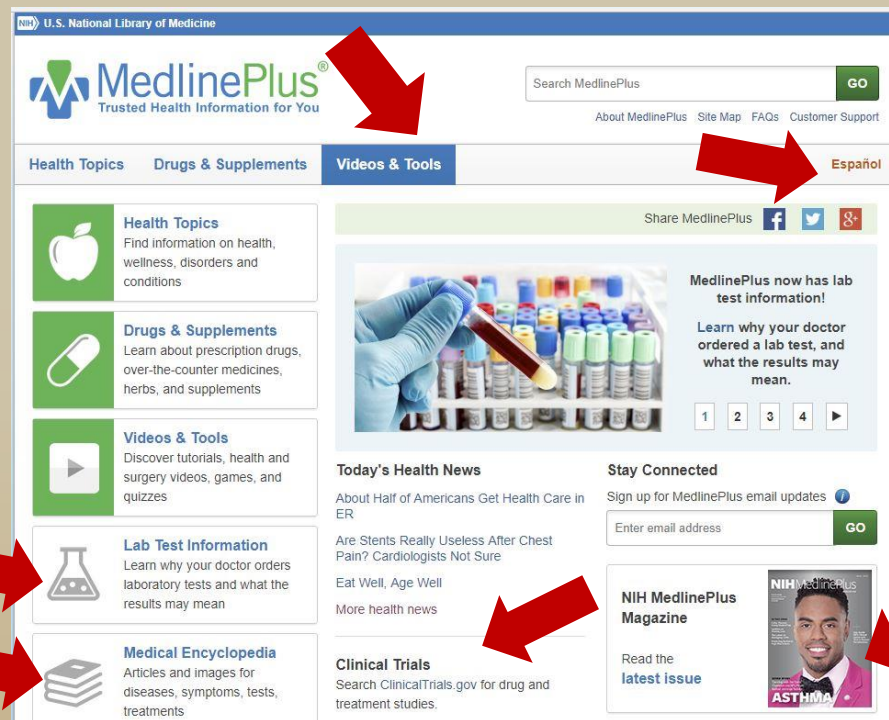 NIH U.S. National Library of Medicine
MedlinePlus®
Trusted Health Information for You
Search MedlinePlus
GO
About MedlinePlus Site Map FAQs Customer Support
Health Topics Drugs & Supplements Videos & Tools Español
Health Topics
Find information on health,
wellness, disorders and
conditions
Drugs & Supplements
Learn about prescription drugs,
over-the-counter medicines,
herbs, and supplements
Videos & Tools
Discover tutorials, health and
surgery videos, games, and
quizzes
Lab Test Information
Learn why your doctor orders
laboratory tests and what the
results may mean
Medical Encyclopedia
Articles and images for
diseases, symptoms, tests,
treatments
Share MedlinePlus f g+
MedlinePlus now has lab
test information!
Learn why your doctor
ordered a lab test, and
what the results may
mean.
1 2 3 4
Today's Health News
About Half of Americans Get Health Care in
ER
Are Stents Really Useless After Chest
Pain? Cardiologists Not Sure
Eat Well, Age Well
More health news
Clinical Trials
Search ClinicalTrials.gov for drug and
treatment studies.
Stay Connected
Sign up for MedlinePlus email updates i
Enter email address
GO
NIH MedlinePlus
Magazine
Read the
latest issue
NIH MedlinePlus
ASTHMA